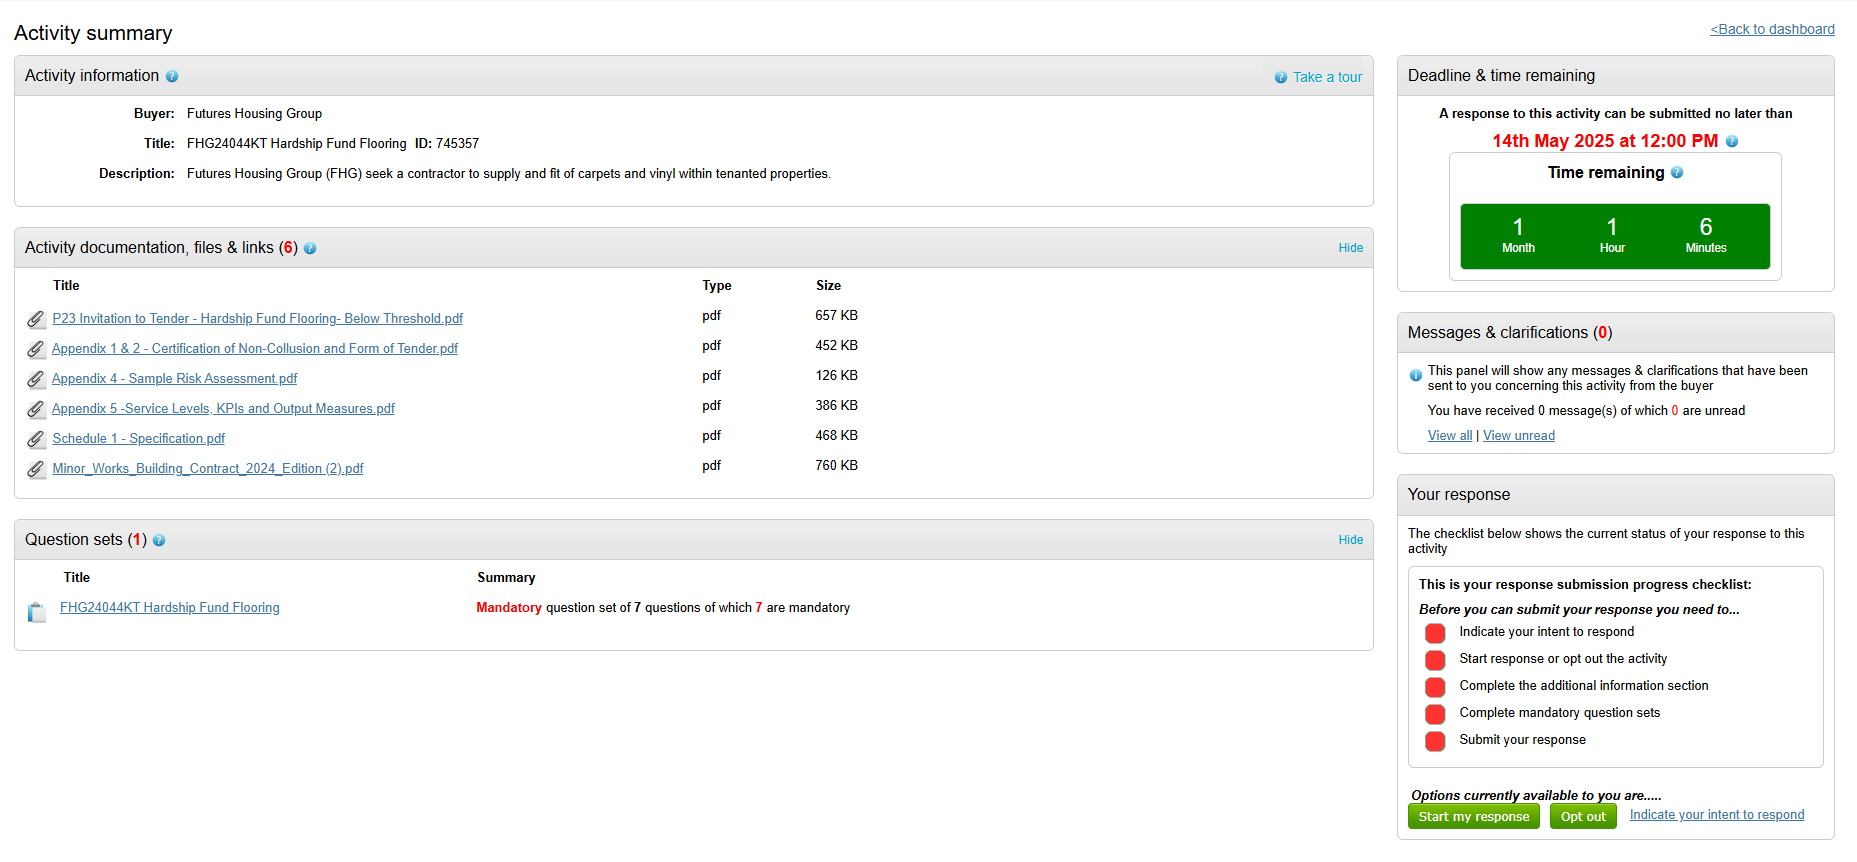 Activity summary
<Back to dashboard
Activity information
Take a tour
Buyer: Futures Housing Group
Title: FHG24044KT Hardship Fund Flooring ID: 745357
Description: Futures Housing Group (FHG) seek a contractor to supply and fit of carpets and vinyl within tenanted properties.
Activity documentation, files & links (6)
Hide
Title Type Size
P23 Invitation to Tender - Hardship Fund Flooring- Below Threshold.pdf pdf 657 KB
Appendix 1 & 2 - Certification of Non-Collusion and Form of Tender.pdf pdf 452 KB
Appendix 4 - Sample Risk Assessment.pdf pdf 126 KB
Appendix 5 -Service Levels, KPIs and Output Measures.pdf pdf 386 KB
Schedule 1 - Specification.pdf pdf 468 KB
Minor_Works_Building_Contract_2024_Edition (2).pdf pdf 760 KB
Question sets (1)
Hide
Title Summary
FHG24044KT Hardship Fund Flooring Mandatory question set of 7 questions of which 7 are mandatory
Deadline & time remaining
A response to this activity can be submitted no later than
14th May 2025 at 12:00 PM
Time remaining
1 1 6
Month Hour Minutes
Messages & clarifications (0)
This panel will show any messages & clarifications that have been
sent to you concerning this activity from the buyer
You have received 0 message(s) of which 0 are unread
View all | View unread
Your response
The checklist below shows the current status of your response to this
activity
This is your response submission progress checklist:
Before you can submit your response you need to...
Indicate your intent to respond
Start response or opt out the activity
Complete the additional information section
Complete mandatory question sets
Submit your response
Options currently available to you are.....
Start my response Opt out Indicate your intent to respond